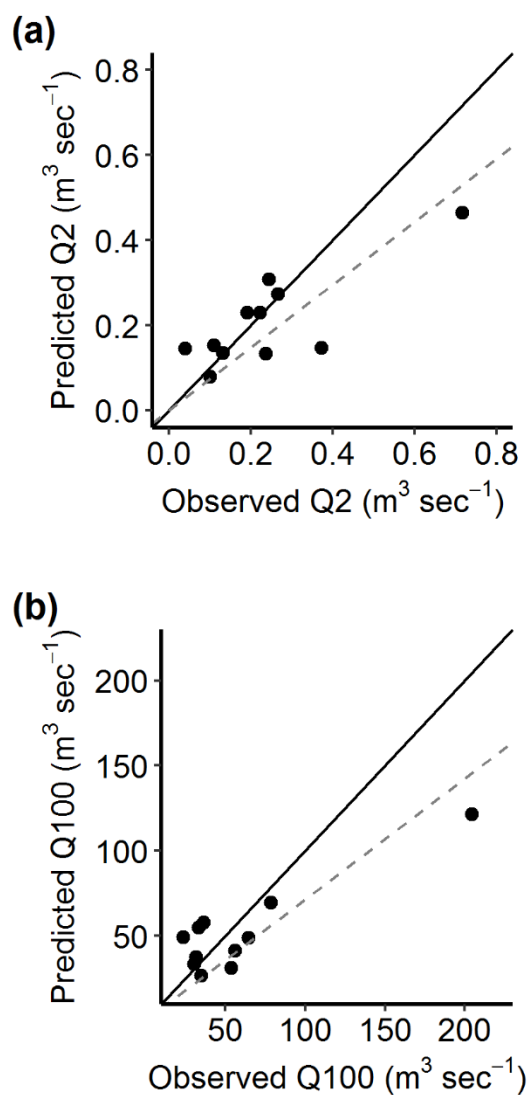 (a)
Predicted Q2 (m³ sec⁻¹)
0.8
0.6
0.4
0.2
0.0
0.0 0.2 0.4 0.6 0.8
Observed Q2 (m³ sec⁻¹)
(b)
Predicted Q100 (m³ sec⁻¹)
200
150
100
50
50 100 150 200
Observed Q100 (m³ sec⁻¹)